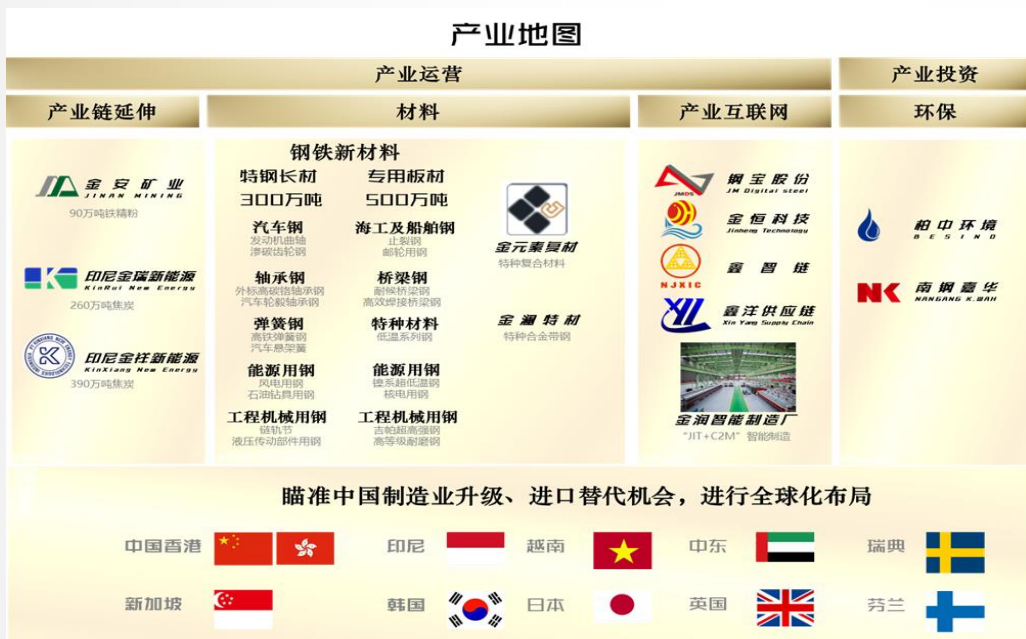 产业地图
产业运营
产业投资
产业链延伸
材料
产业互联网
环保
金安矿业
JINAN MINING
90万吨铁精粉
印尼金瑞新能源
KinRui New Energy
260万吨焦炭
印尼金祥新能源
KinXiang New Energy
390万吨焦炭
钢铁新材料
特钢长材
300万吨
汽车钢
发动机曲轴
渗碳齿轮钢
轴承钢
外标高碳铬轴承钢
汽车轮毂轴承钢
弹簧钢
高铁弹簧钢
汽车悬架簧
能源用钢
风电用钢
石油钻具用钢
工程机械用钢
链轨节
液压传动部件用钢
专用板材
500万吨
海工及船舶钢
止裂钢
邮轮用钢
桥梁钢
耐候桥梁钢
高效焊接桥梁钢
特种材料
低温系列钢
能源用钢
镍系超低温钢
核电用钢
工程机械用钢
吉帕超高强钢
高等级耐磨钢
金元素复材
特种复合材料
金澜特材
特种合金带钢
JMDS
钢宝股份
JM Digital steel
金恒科技
Jinheng Technology
NJXIC
鑫智链
鑫洋供应链
Xin Yang Supply Chain
金润智能制造厂
“JIT+C2M”智能制造
柏中环境
BESINO
NK
南钢嘉华
NANGANG K.WAH
瞄准中国制造业升级、进口替代机会，进行全球化布局
中国香港
印尼
越南
中东
瑞典
新加坡
韩国
日本
英国
芬兰